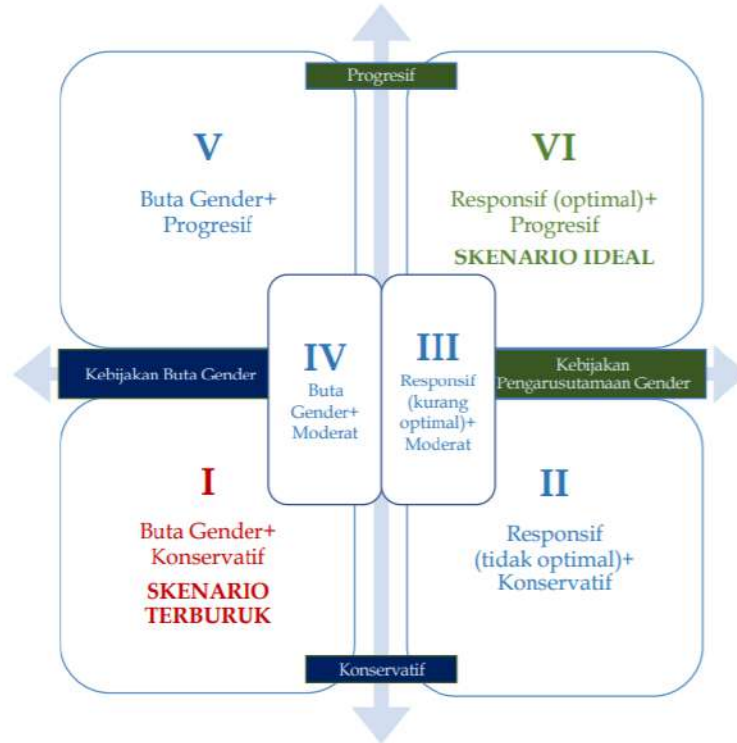 Progresif
V
Buta Gender+
Progresif
VI
Responsif (optimal)+
Progresif
SKENARIO IDEAL
Kebijakan Buta Gender
IV
Buta
Gender+
Moderat
III
Responsif
(kurang
optimal)+
Moderat
Kebijakan
Pengarusutamaan Gender
I
Buta Gender+
Konservatif
SKENARIO
TERBURUK
II
Responsif
(tidak optimal)+
Konservatif
Konservatif